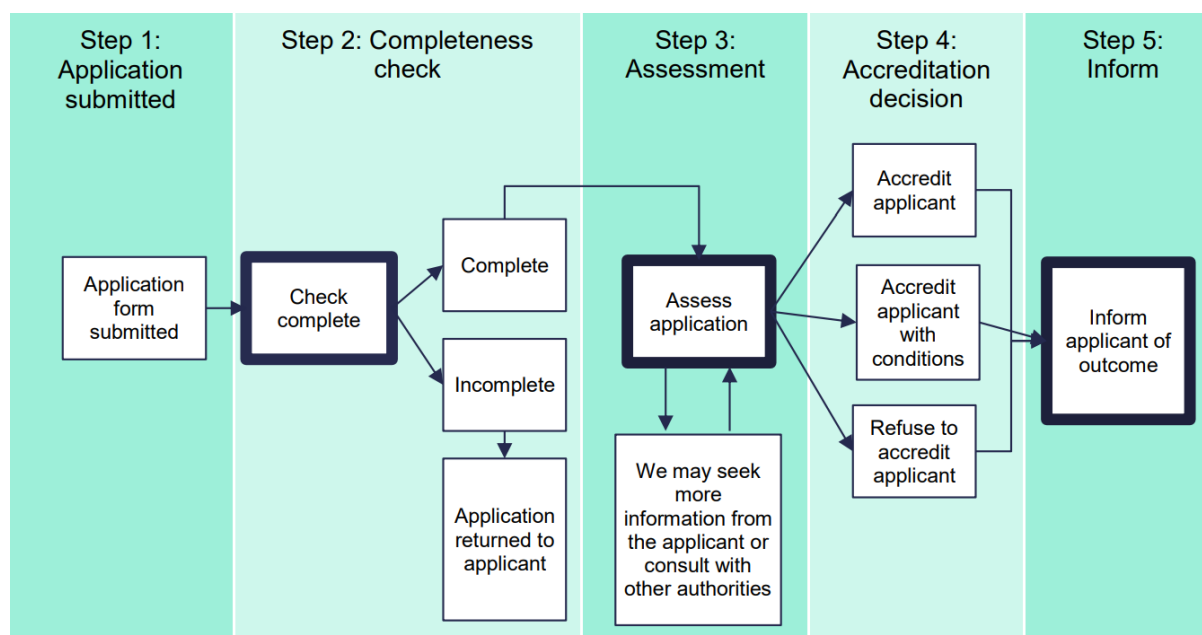 Step 1:
Application
submitted
Step 2: Completeness
check
Step 3:
Assessment
Step 4:
Accreditation
decision
Step 5:
Inform
Application
form
submitted
Check
complete
Complete
Incomplete
Application
returned to
applicant
Assess
application
We may seek
more
information from
the applicant or
consult with
other authorities
Accredit
applicant
Accredit
applicant
with
conditions
Refuse to
accredit
applicant
Inform
applicant of
outcome